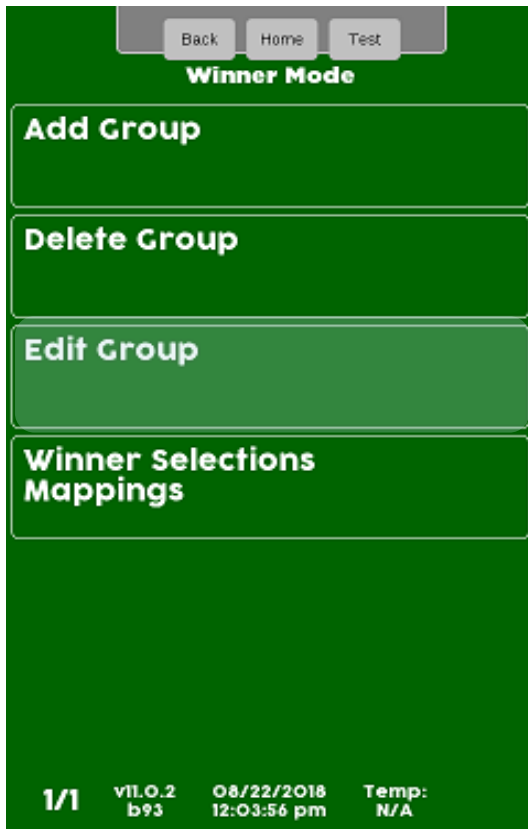 Back Home Test
Winner Mode
Add Group
Delete Group
Edit Group
Winner Selections
Mappings
1/1 v11.0.2 08/22/2018 Temp:
b93 12:03:56 pm N/A